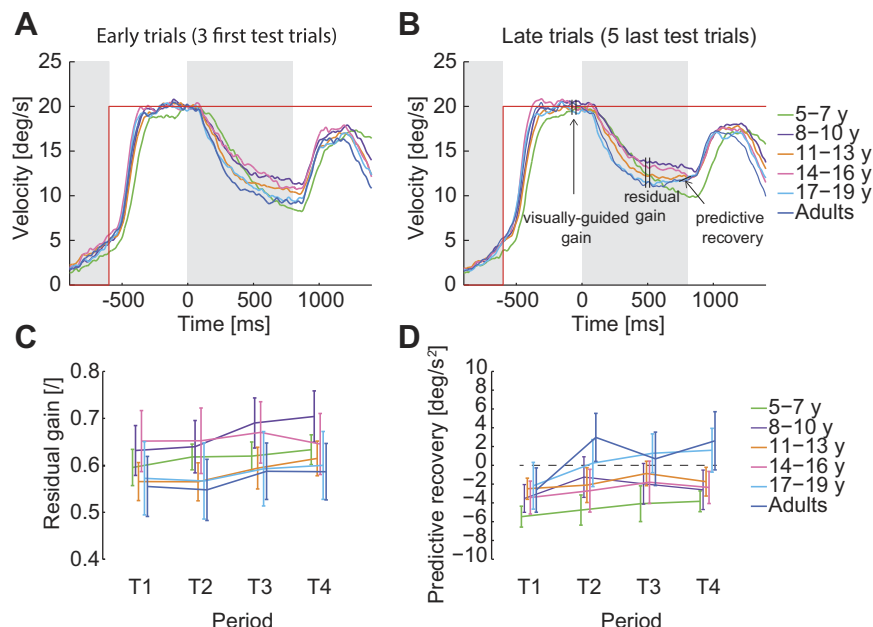 A
Early trials (3 first test trials)
Velocity [deg/s]
25
20
15
10
5
0
-500
0
500
1000
Time [ms]
B
Late trials (5 last test trials)
Velocity [deg/s]
25
20
15
10
5
0
visually-guided
gain
residual
gain
predictive
recovery
-500
0
500
1000
Time [ms]
5−7 y
8−10 y
11−13 y
14−16 y
17−19 y
Adults
C
Residual gain [/]
0.8
0.7
0.6
0.5
0.4
T1
T2
T3
T4
Period
D
Predictive recovery [deg/s²]
10
8
6
4
2
0
−2
−4
−6
−8
−10
T1
T2
T3
T4
Period
5−7 y
8−10 y
11−13 y
14−16 y
17−19 y
Adults